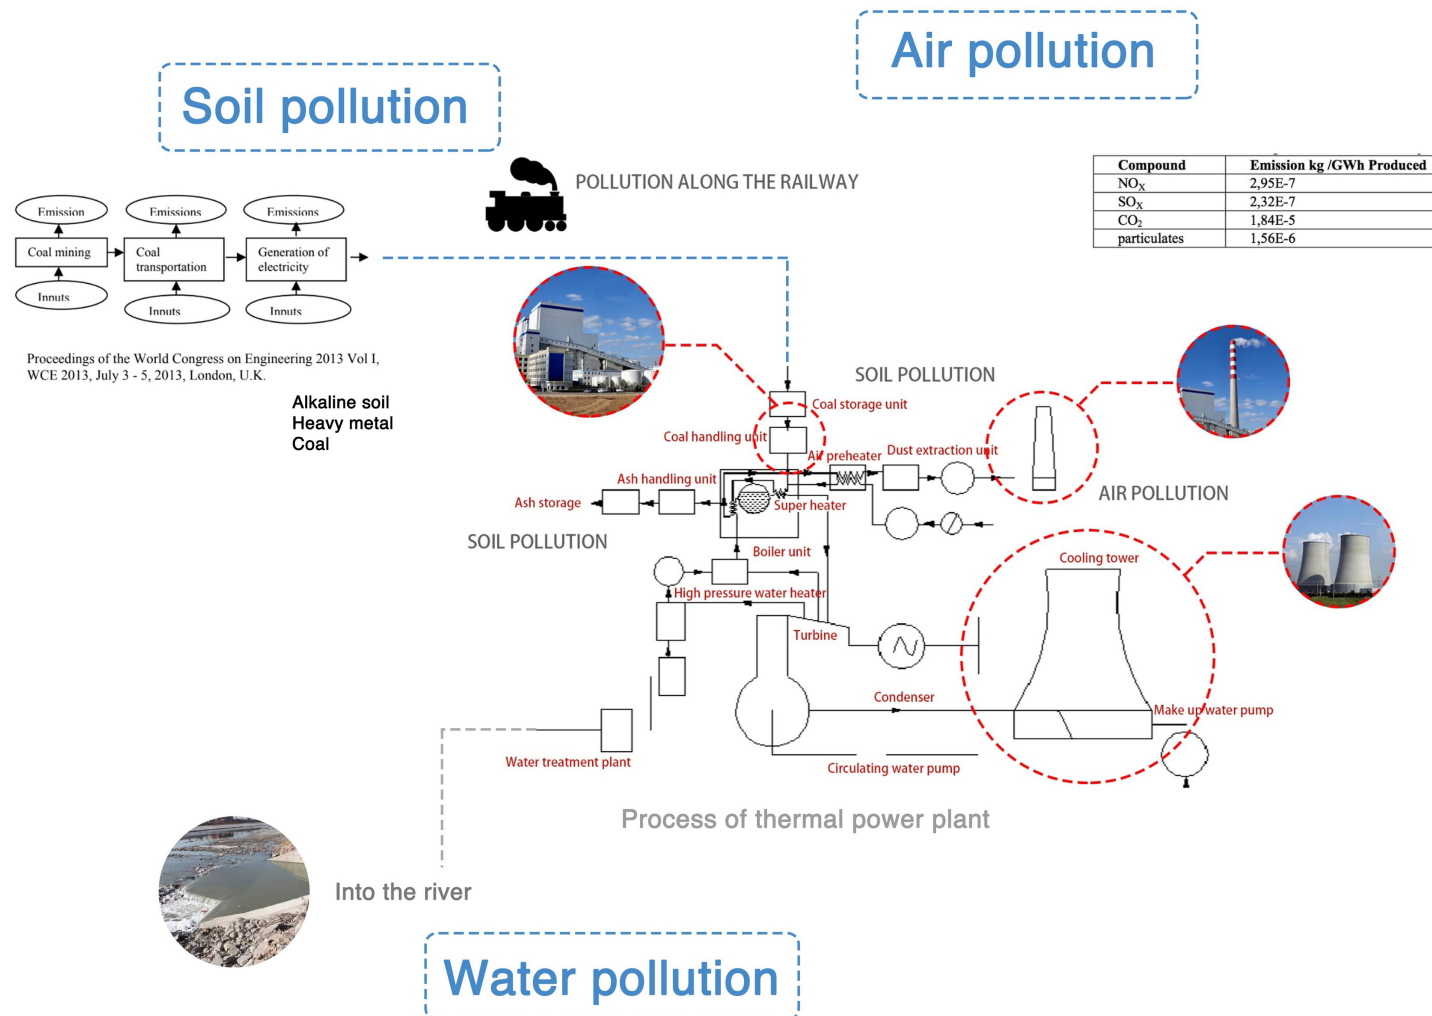 Air pollution
Soil pollution
POLLUTION ALONG THE RAILWAY
Compound Emission kg /GWh Produced
NOX 2,95E-7
SOX 2,32E-7
CO2 1,84E-5
particulates 1,56E-6
Emission Emissions Emissions
Coal mining
Coal
transportation
Generation of
electricity
Inputs Inputs Inputs
Proceedings of the World Congress on Engineering 2013 Vol I,
WCE 2013, July 3 - 5, 2013, London, U.K.
Alkaline soil
Heavy metal
Coal
SOIL POLLUTION
Coal storage unit
Coal handling unit
Air preheater
Dust extraction unit
Ash handling unit
Ash storage
Super heater
AIR POLLUTION
SOIL POLLUTION
Boiler unit
Cooling tower
High pressure water heater
Turbine
Condenser
Make up water pump
Water treatment plant
Circulating water pump
Process of thermal power plant
Into the river
Water pollution